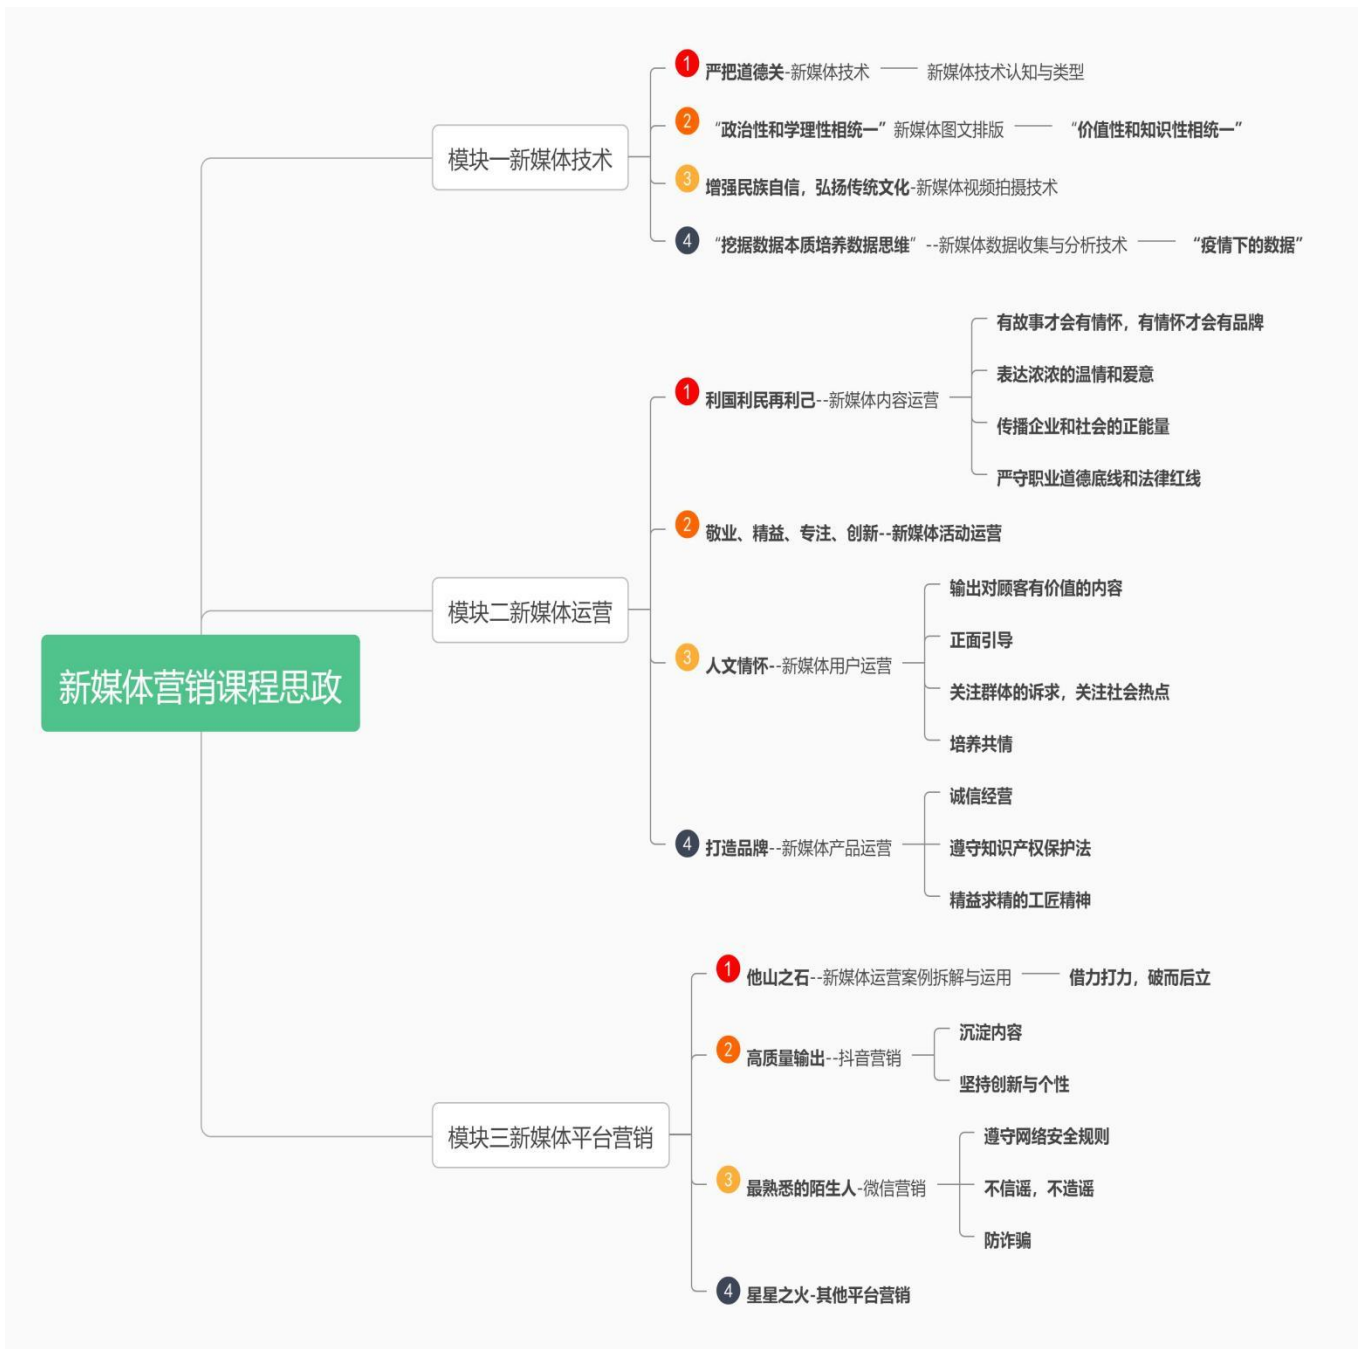 新媒体营销课程思政
模块一新媒体技术
1 严把道德关-新媒体技术
新媒体技术认知与类型
2 “政治性和学理性相统一”新媒体图文排版
“价值性和知识性相统一”
3 增强民族自信，弘扬传统文化-新媒体视频拍摄技术
4 “挖据数据本质培养数据思维”--新媒体数据收集与分析技术
“疫情下的数据”
模块二新媒体运营
1 利国利民再利己--新媒体内容运营
有故事才会有情怀，有情怀才会有品牌
表达浓浓的温情和爱意
传播企业和社会的正能量
严守职业道德底线和法律红线
2 敬业、精益、专注、创新--新媒体活动运营
3 人文情怀--新媒体用户运营
输出对顾客有价值的内容
正面引导
关注群体的诉求，关注社会热点
培养共情
4 打造品牌--新媒体产品运营
诚信经营
遵守知识产权保护法
精益求精的工匠精神
模块三新媒体平台营销
1 他山之石--新媒体运营案例拆解与运用
借力打力，破而后立
2 高质量输出--抖音营销
沉淀内容
坚持创新与个性
3 最熟悉的陌生人-微信营销
遵守网络安全规则
不信谣，不造谣
防诈骗
4 星星之火-其他平台营销